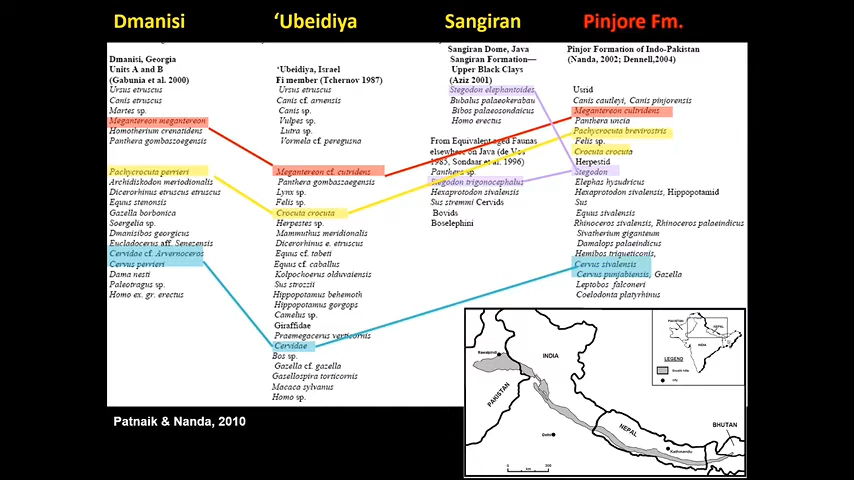 Dmanisi
‘Ubeidiya
Sangiran
Pinjore Fm.
Dmanisi, Georgia
Units A and B
(Gabunia et al. 2000)
Ursus etruscus
Canis etruscus
Martes sp.
Megantereon megantereon
Homotherium crenatidens
Panthera gombaszoegensis
Pachycrocuta perrieri
Archidiskodon meridionalis
Dicerorhinus etruscus etruscus
Equus stenonis
Gazella borbonica
Soergelia sp.
Dmanisibos georgicus
Eucladocerus aff. Senezensis
Cervidae cf. Arvernoceros
Cervus perrieri
Dama nesti
Paleotragus sp.
Homo ex. gr. erectus
‘Ubeidiya, Israel
Fi member (Tchernov 1987)
Ursus etruscus
Canis cf. arnensis
Canis sp.
Vulpes sp.
Lutra sp.
Vormela cf. peregusna
Megantereon cf. cutridens
Panthera gombaszoegensis
Lynx sp.
Felis sp.
Crocuta crocuta
Herpestes sp.
Mammuthus meridionalis
Dicerorhinus e. etruscus
Equus cf. tabeti
Equus cf. caballus
Kolpochoerus olduvaiensis
Sus strozii
Hippopotamus behemoth
Hippopotamus gorgops
Camelus sp.
Giraffidae
Praemegacerus verticornis
Cervidae
Bos sp.
Gazella cf. gazella
Gasellospira torticornis
Macaca sylvanus
Homo sp.
Sangiran Dome, Java
Sangiran Formation—
Upper Black Clays
(Aziz 2001)
Stegodon elephantoides
Bubalus palaeokerabau
Bibos palaeosondaicus
Homo erectus
From Equivalent aged Faunas
elsewhere on Java (de Vos
1985, Sondaar et al. 1996)
Panthera sp.
Stegodon trigonocephalus
Hexaprotodon sivalensis
Sus stremmi Cervids
Bovids
Boselephini
Pinjor Formation of Indo-Pakistan
(Nanda, 2002; Dennell,2004)
Usrid
Canis cautleyi, Canis pinjorensis
Megantereon cultridens
Panthera uncia
Pachycrocuta brevirostris
Felis sp.
Crocuta crocuta
Herpestid
Stegodon
Elephas hysudricus
Hexaprotodon sivalensis, Hippopotamid
Sus
Equus sivalensis
Rhinoceros sivalensis, Rhinoceros palaeindicus
Sivatherium giganteum
Damalops palaeindicus
Hemibos triqueticonis,
Cervus sivalensis
Cervus punjabiensis, Gazella
Leptobos falconeri
Coelodonta platyrhinus
Patnaik & Nanda, 2010
Rawalpindi
INDIA
PAKISTAN
Delhi
NEPAL
Kathmandu
BHUTAN
km
PAKISTAN
NEPAL
INDIA
LEGEND